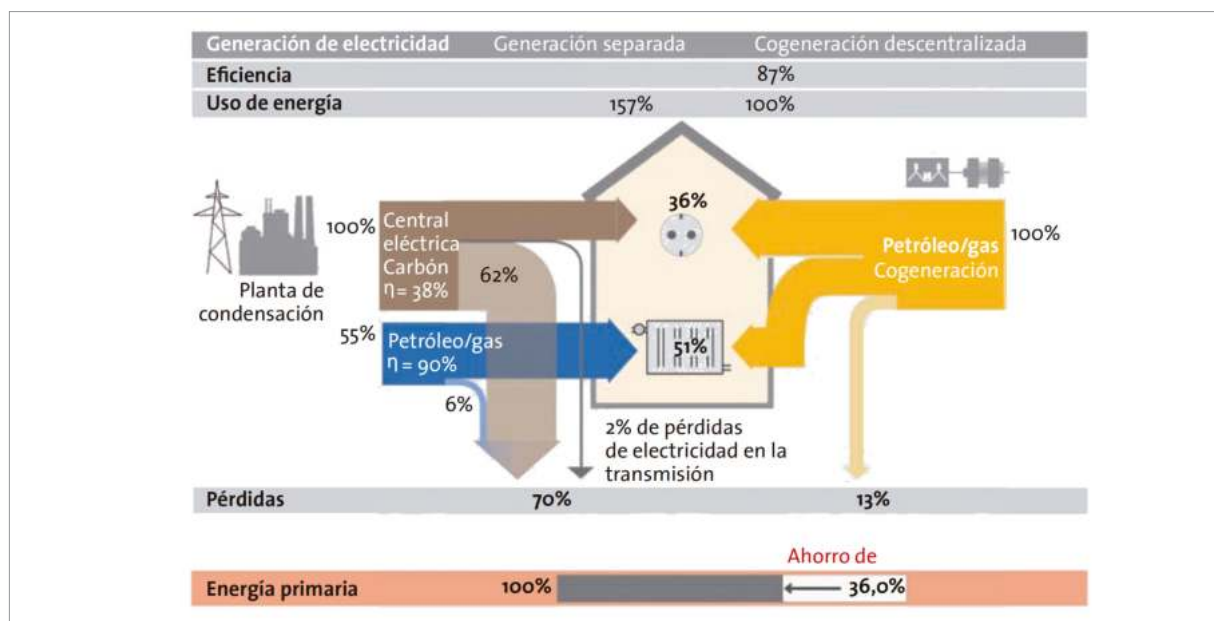 Generación de electricidad Generación separada Cogeneración descentralizada
Eficiencia 87%
Uso de energía 157% 100%
36%
100% Central
eléctrica
Carbón
η = 38%
62%
Petróleo/gas
Cogeneración
100%
Planta de
condensación
55% Petróleo/gas
η = 90%
51%
6%
2% de pérdidas
de electricidad en la
transmisión
Pérdidas 70% 13%
Ahorro de
Energía primaria 100% 36,0%